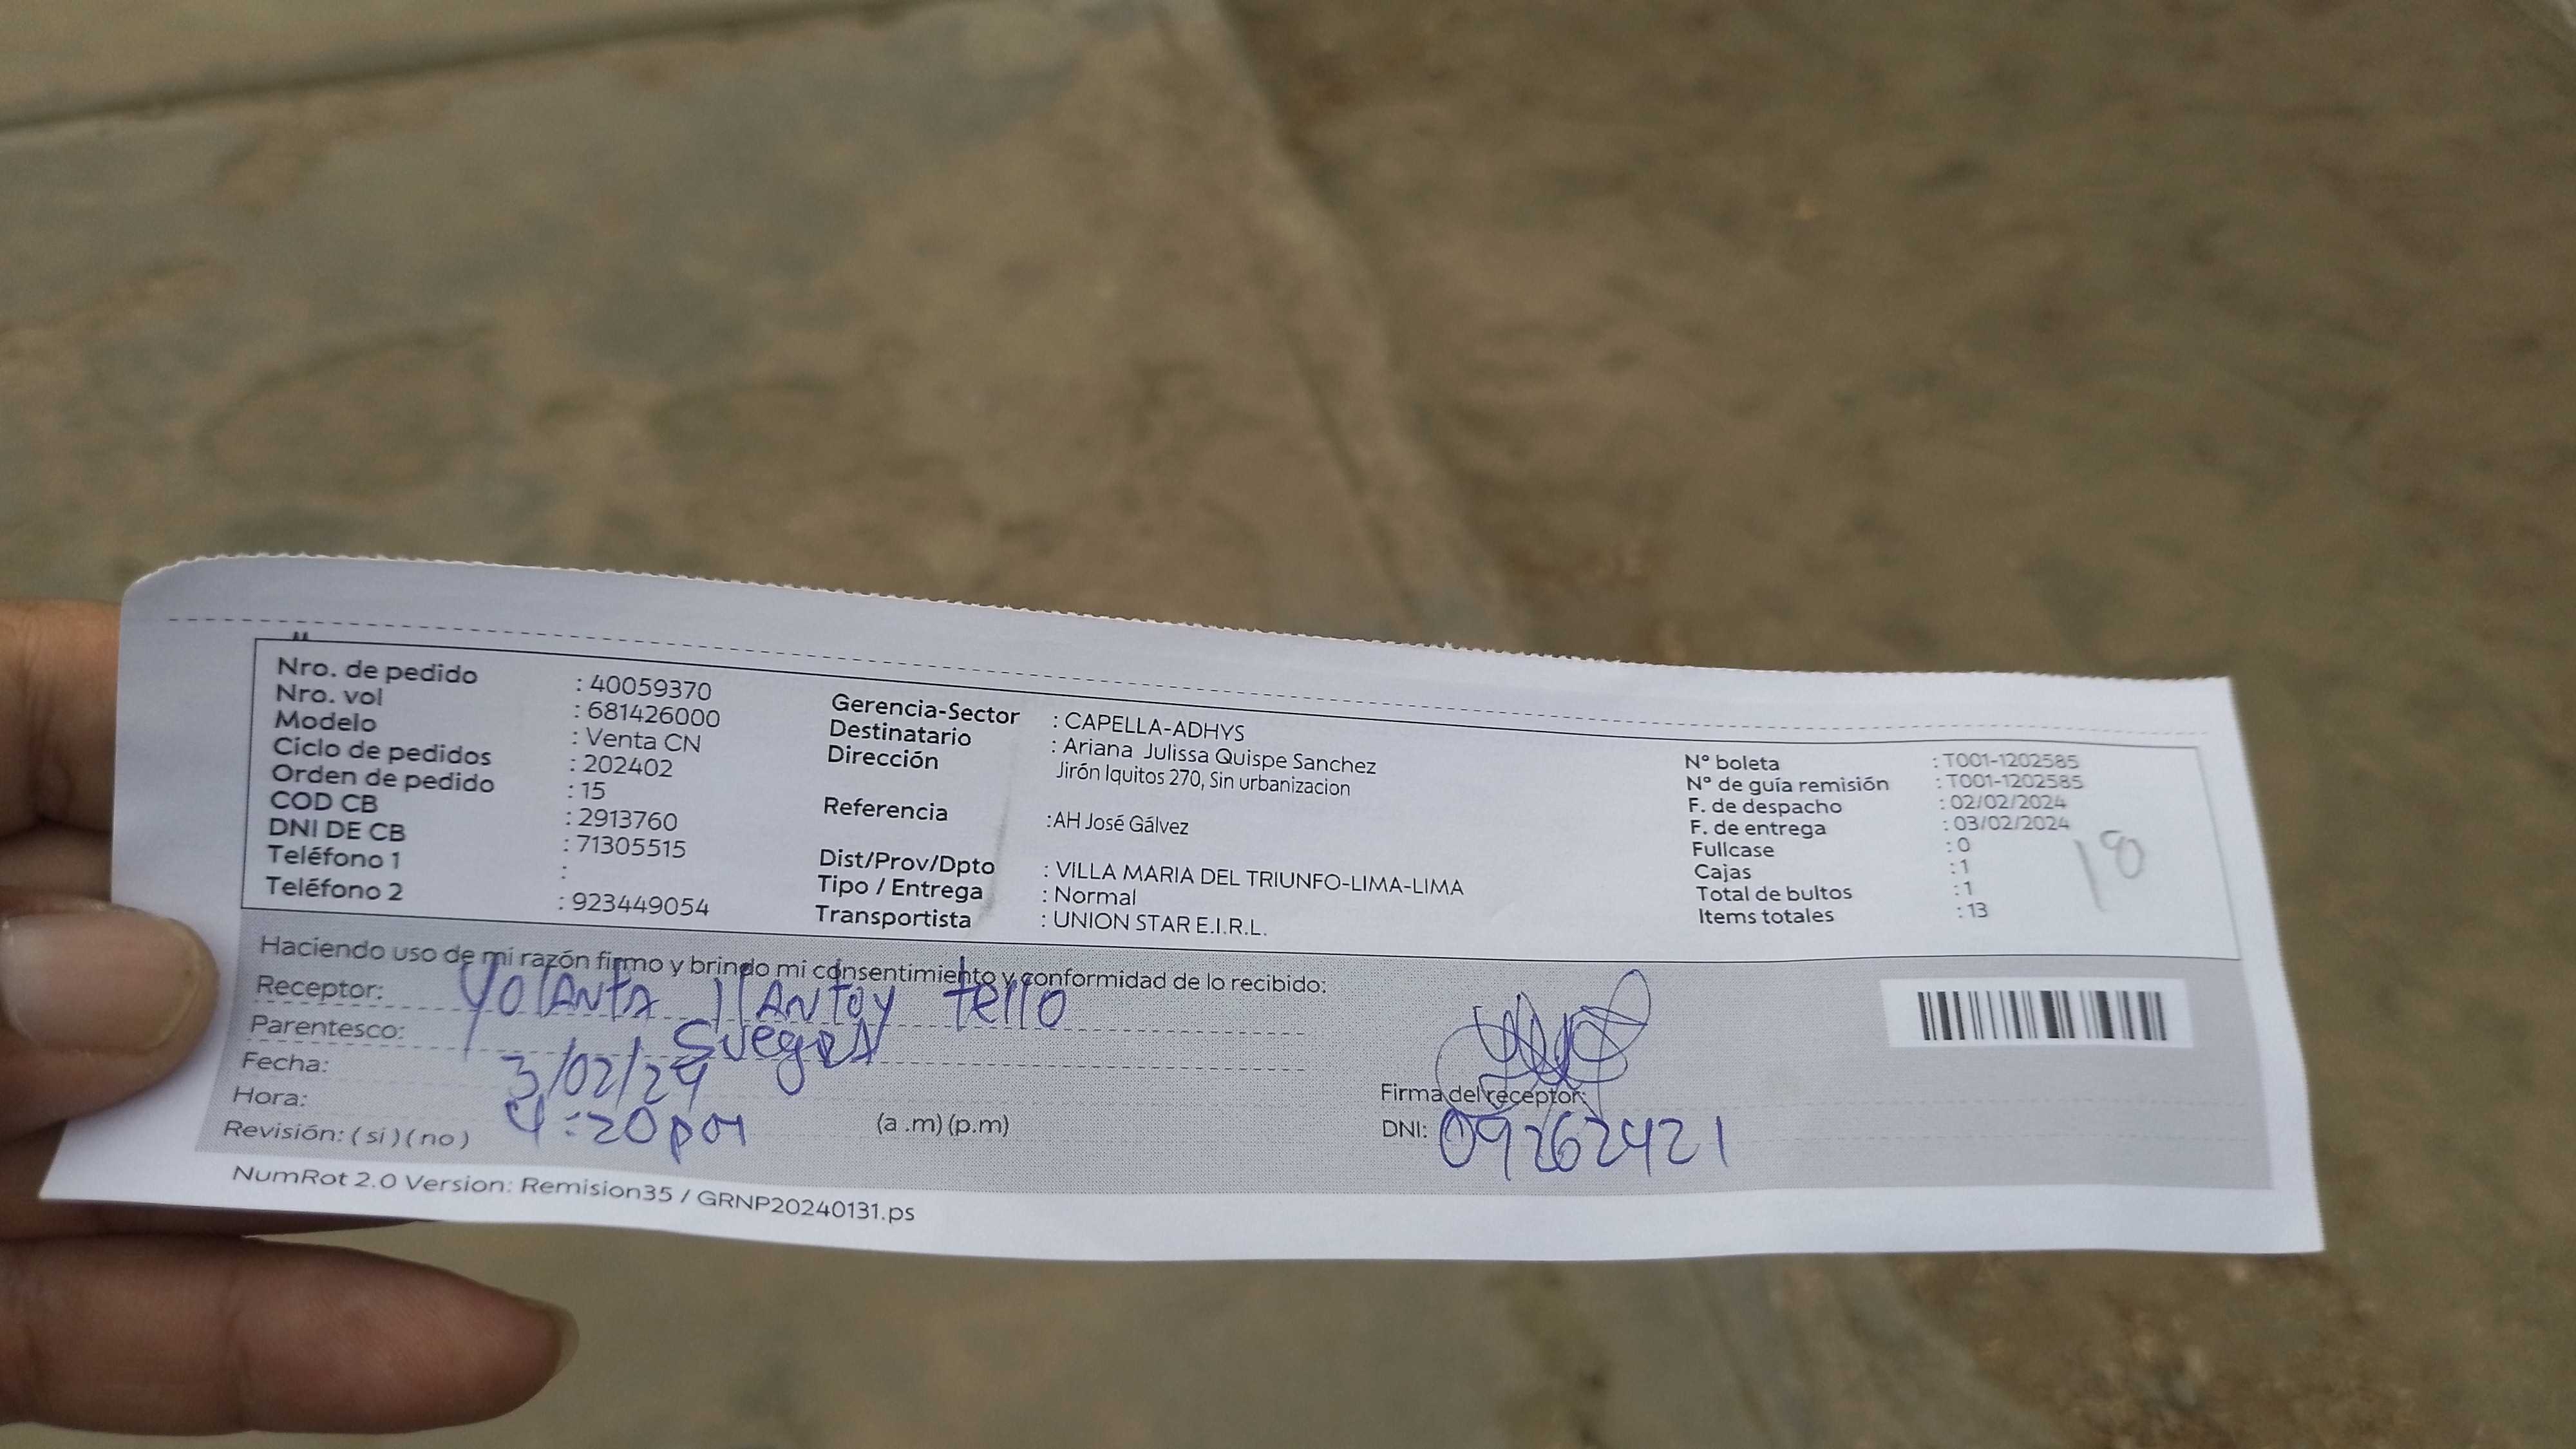 Nro. de pedido : 40059370
Nro. vol : 681426000
Modelo : Venta CN
Ciclo de pedidos : 202402
Orden de pedido : 15
COD CB : 2913760
DNI DE CB : 71305515
Teléfono 1 :
Teléfono 2 : 923449054
Gerencia-Sector : CAPELLA-ADHYS
Destinatario : Ariana Julissa Quispe Sanchez
Dirección Jirón Iquitos 270, Sin urbanizacion
Referencia :AH José Gálvez
Dist/Prov/Dpto : VILLA MARIA DEL TRIUNFO-LIMA-LIMA
Tipo / Entrega : Normal
Transportista : UNION STAR E.I.R.L.
N° boleta : T001-1202585
N° de guía remisión : T001-1202585
F. de despacho : 02/02/2024
F. de entrega : 03/02/2024
Fullcase : 0
Cajas : 1
Total de bultos : 1
Items totales : 13
18
Haciendo uso de mi razón firmo y brindo mi consentimiento y conformidad de lo recibido:
Receptor: YOlANtA llANtoy tello
Parentesco: SuegRA
Fecha: 3/02/24
Hora: 4:20pm (a .m) (p.m)
Revisión: ( si ) ( no )
Firma del receptor:
DNI: 09262421
NumRot 2.0 Version: Remision35 / GRNP20240131.ps